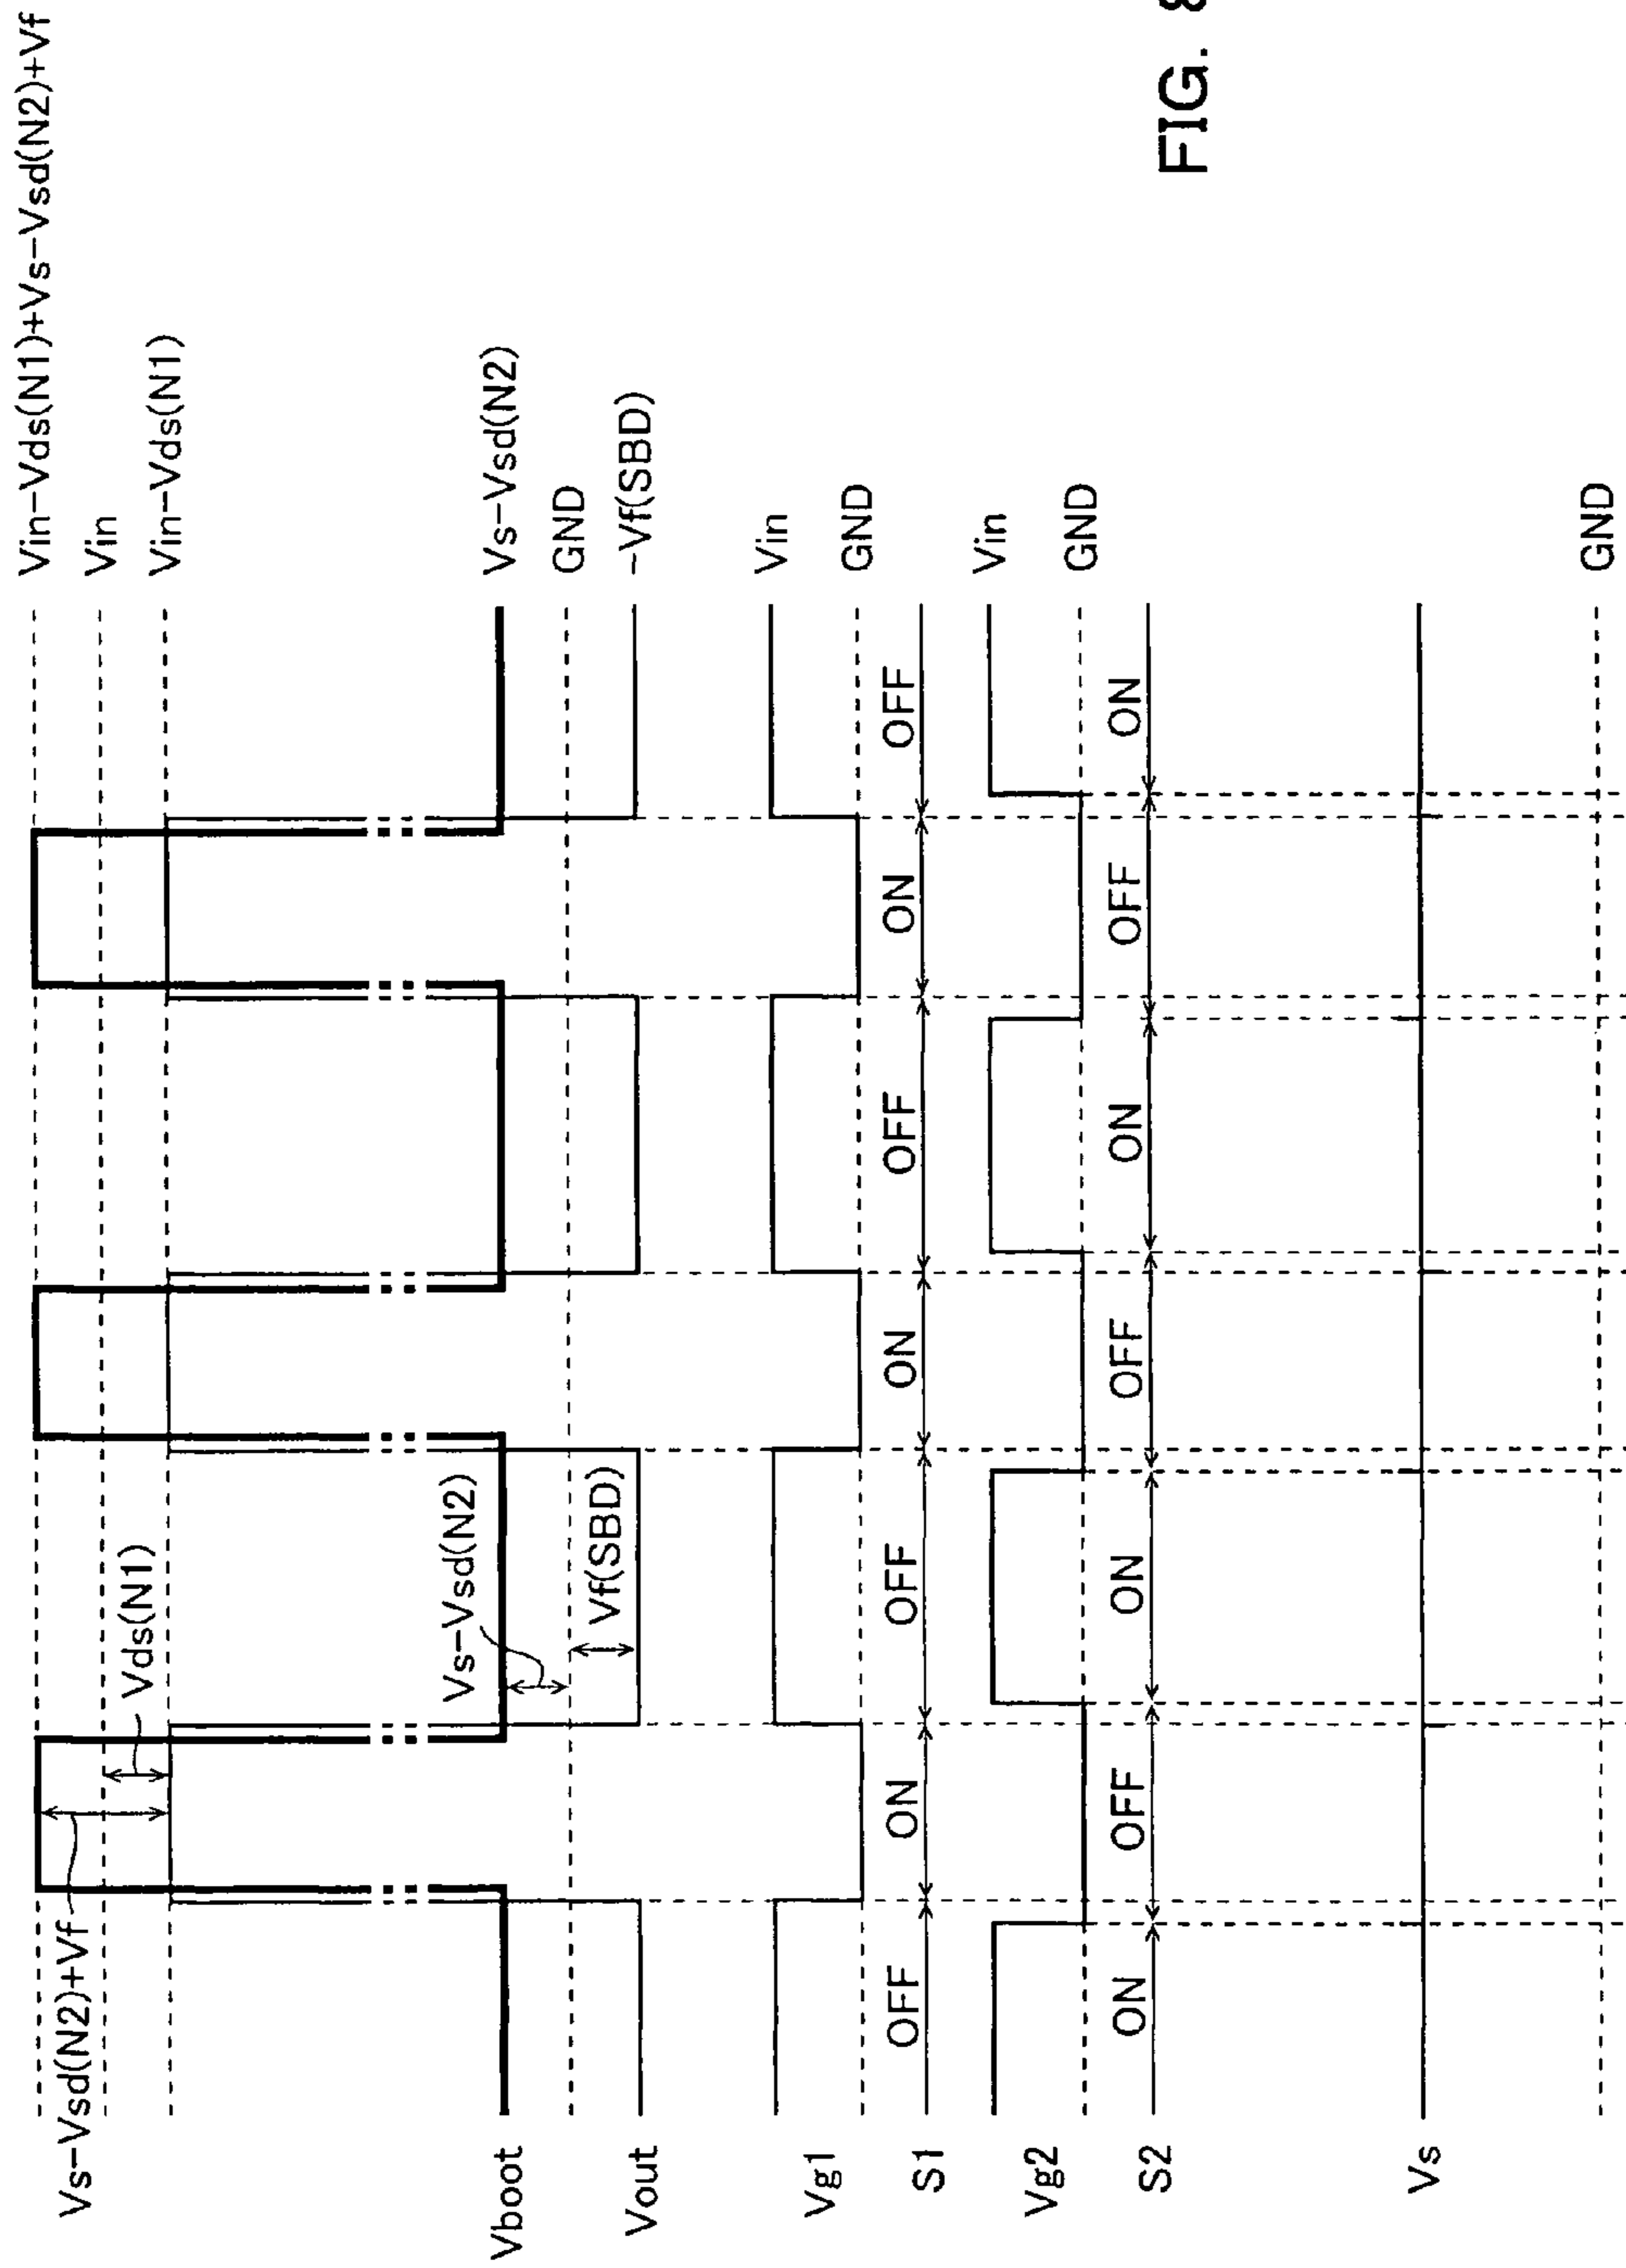 Vin-Vds(N1)+Vs-Vsd(N2)+Vf
Vs-Vsd(N2)+Vf
Vin
Vds(N1)
Vin-Vds(N1)
Vs-Vsd(N2)
Vboot
Vs-Vsd(N2)
GND
Vf(SBD)
Vout
-Vf(SBD)
Vin
Vg1
GND
S1 OFF ON OFF ON OFF ON OFF
Vin
Vg2
GND
S2 ON OFF ON OFF ON OFF ON
FIG. 8
Vs
GND